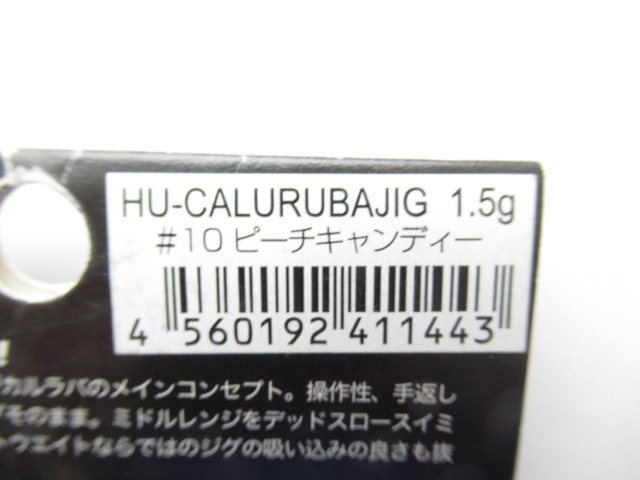 HU-CALURUBAJIG 1.5g
#10ピーチキャンディー
4 560192 411443
!
カルラバのメインコンセプト。操作性、手返し
そのまま。ミドルレンジをデッドスロースイミ
トウエイトならではのジグの吸い込みの良さも抜